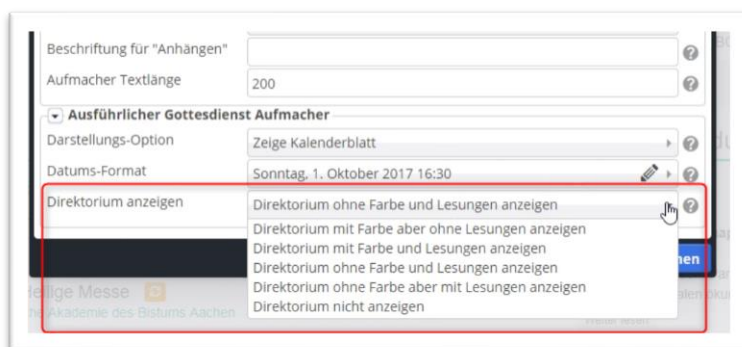 Beschriftung für "Anhängen"
Aufmacher Textlänge
200
Ausführlicher Gottesdienst Aufmacher
Darstellungs-Option
Zeige Kalenderblatt
Datums-Format
Sonntag, 1. Oktober 2017 16:30
Direktorium anzeigen
Direktorium ohne Farbe und Lesungen anzeigen
Direktorium mit Farbe aber ohne Lesungen anzeigen
Direktorium mit Farbe und Lesungen anzeigen
Direktorium ohne Farbe und Lesungen anzeigen
Direktorium ohne Farbe aber mit Lesungen anzeigen
Direktorium nicht anzeigen
Heilige Messe
Akademie des Bistums Aachen